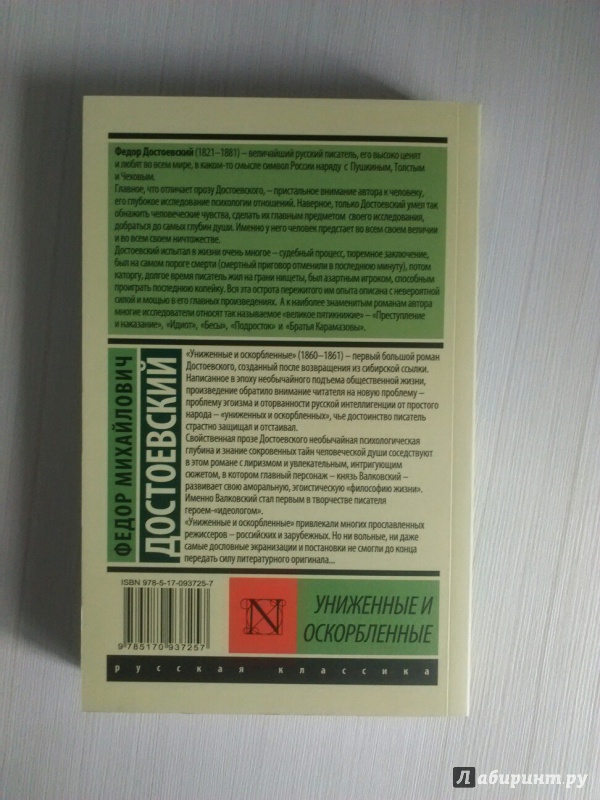 Федор Достоевский (1821–1881) – величайший русский писатель, его высоко ценят
и любят во всем мире, в каком-то смысле символ России наряду с Пушкиным, Толстым
и Чеховым.
Главное, что отличает прозу Достоевского, – пристальное внимание автора к человеку,
его глубокое исследование психологии отношений. Наверное, только Достоевский умел так
обнажить человеческие чувства, сделать их главным предметом своего исследования,
добраться до самых глубин души. Именно у него человек предстает во всем своем величии
и во всем своем ничтожестве.
Достоевский испытал в жизни очень многое – судебный процесс, тюремное заключение,
был на самом пороге смерти (смертный приговор отменили в последнюю минуту), потом
каторгу, долгое время писатель жил на грани нищеты, был азартным игроком, способным
проиграть последнюю копейку. Вся эта острота пережитого им опыта описана с невероятной
силой и мощью в его главных произведениях. А к наиболее знаменитым романам автора
многие исследователи относят так называемое «великое пятикнижие» – «Преступление
и наказание», «Идиот», «Бесы», «Подросток» и «Братья Карамазовы».
ФЕДОР МИХАЙЛОВИЧ
ДОСТОЕВСКИЙ
«Униженные и оскорбленные» (1860–1861) – первый большой роман
Достоевского, созданный после возвращения из сибирской ссылки.
Написанное в эпоху необычайного подъема общественной жизни,
произведение обратило внимание читателя на новую проблему –
проблему эгоизма и оторванности русской интеллигенции от простого
народа – «униженных и оскорбленных», чье достоинство писатель
страстно защищал и отстаивал.
Свойственная прозе Достоевского необычайная психологическая
глубина и знание сокровенных тайн человеческой души соседствуют
в этом романе с лиризмом и увлекательным, интригующим
сюжетом, в котором главный персонаж – князь Валковский –
развивает свою аморальную, эгоистическую «философию жизни».
Именно Валковский стал первым в творчестве писателя
героем-«идеологом».
«Униженные и оскорбленные» привлекали многих прославленных
режиссеров – российских и зарубежных. Но ни вольные, ни даже
самые дословные экранизации и постановки не смогли до конца
передать силу литературного оригинала...
ISBN 978-5-17-093725-7
9 785170 937257
N
УНИЖЕННЫЕ И
ОСКОРБЛЕННЫЕ
русская классика
Лабиринт.ру